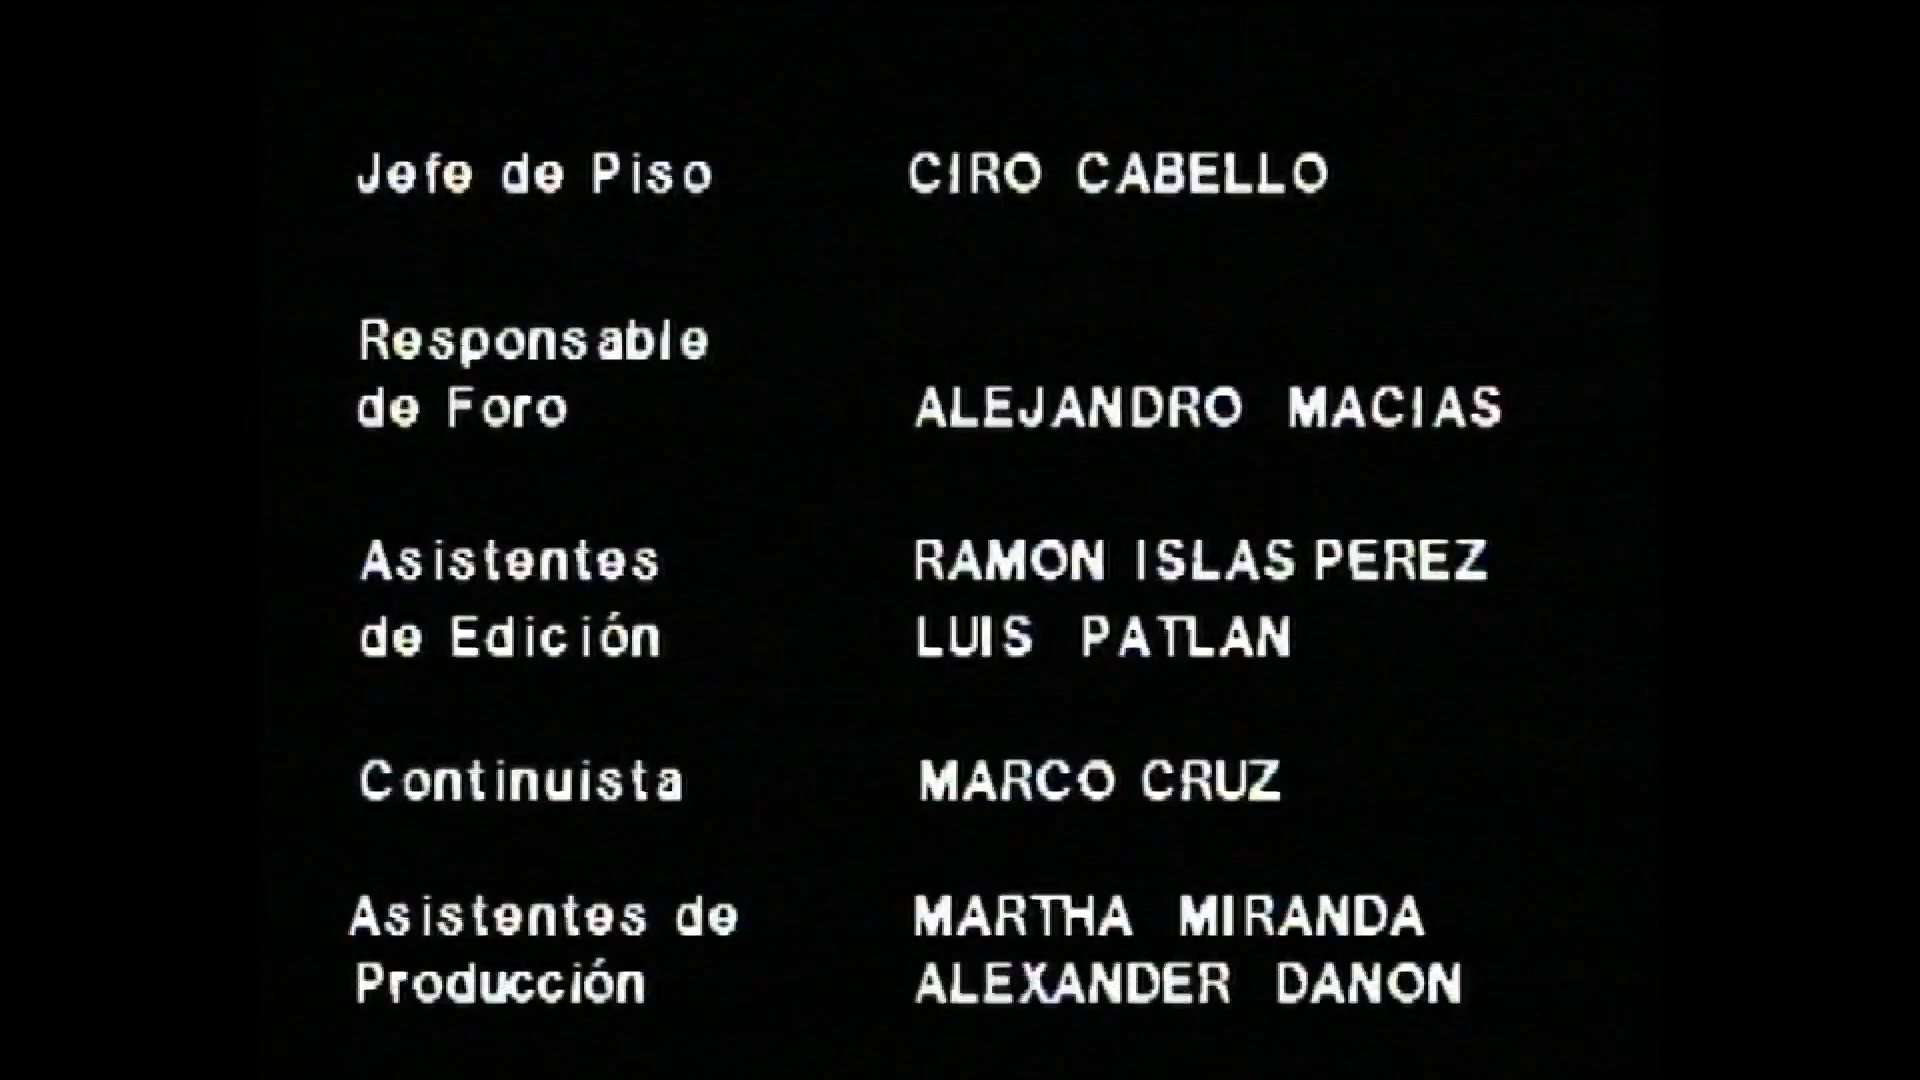 Jefe de Piso CIRO CABELLO
Responsable
de Foro ALEJANDRO MACIAS
Asistentes RAMON ISLAS PEREZ
de Edición LUIS PATLAN
Continuista MARCO CRUZ
Asistentes de MARTHA MIRANDA
Producción ALEXANDER DANON